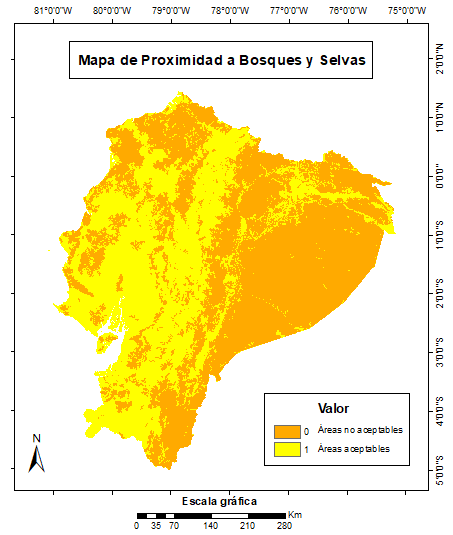 81°0'0"W 80°0'0"W 79°0'0"W 78°0'0"W 77°0'0"W 76°0'0"W 75°0'0"W
Mapa de Proximidad a Bosques y Selvas
2°0'0"N
1°0'0"N
0°0'0"
1°0'0"S
2°0'0"S
3°0'0"S
4°0'0"S
5°0'0"S
Valor
0 Áreas no aceptables
1 Áreas aceptables
N
Escala gráfica
Km
0 35 70 140 210 280